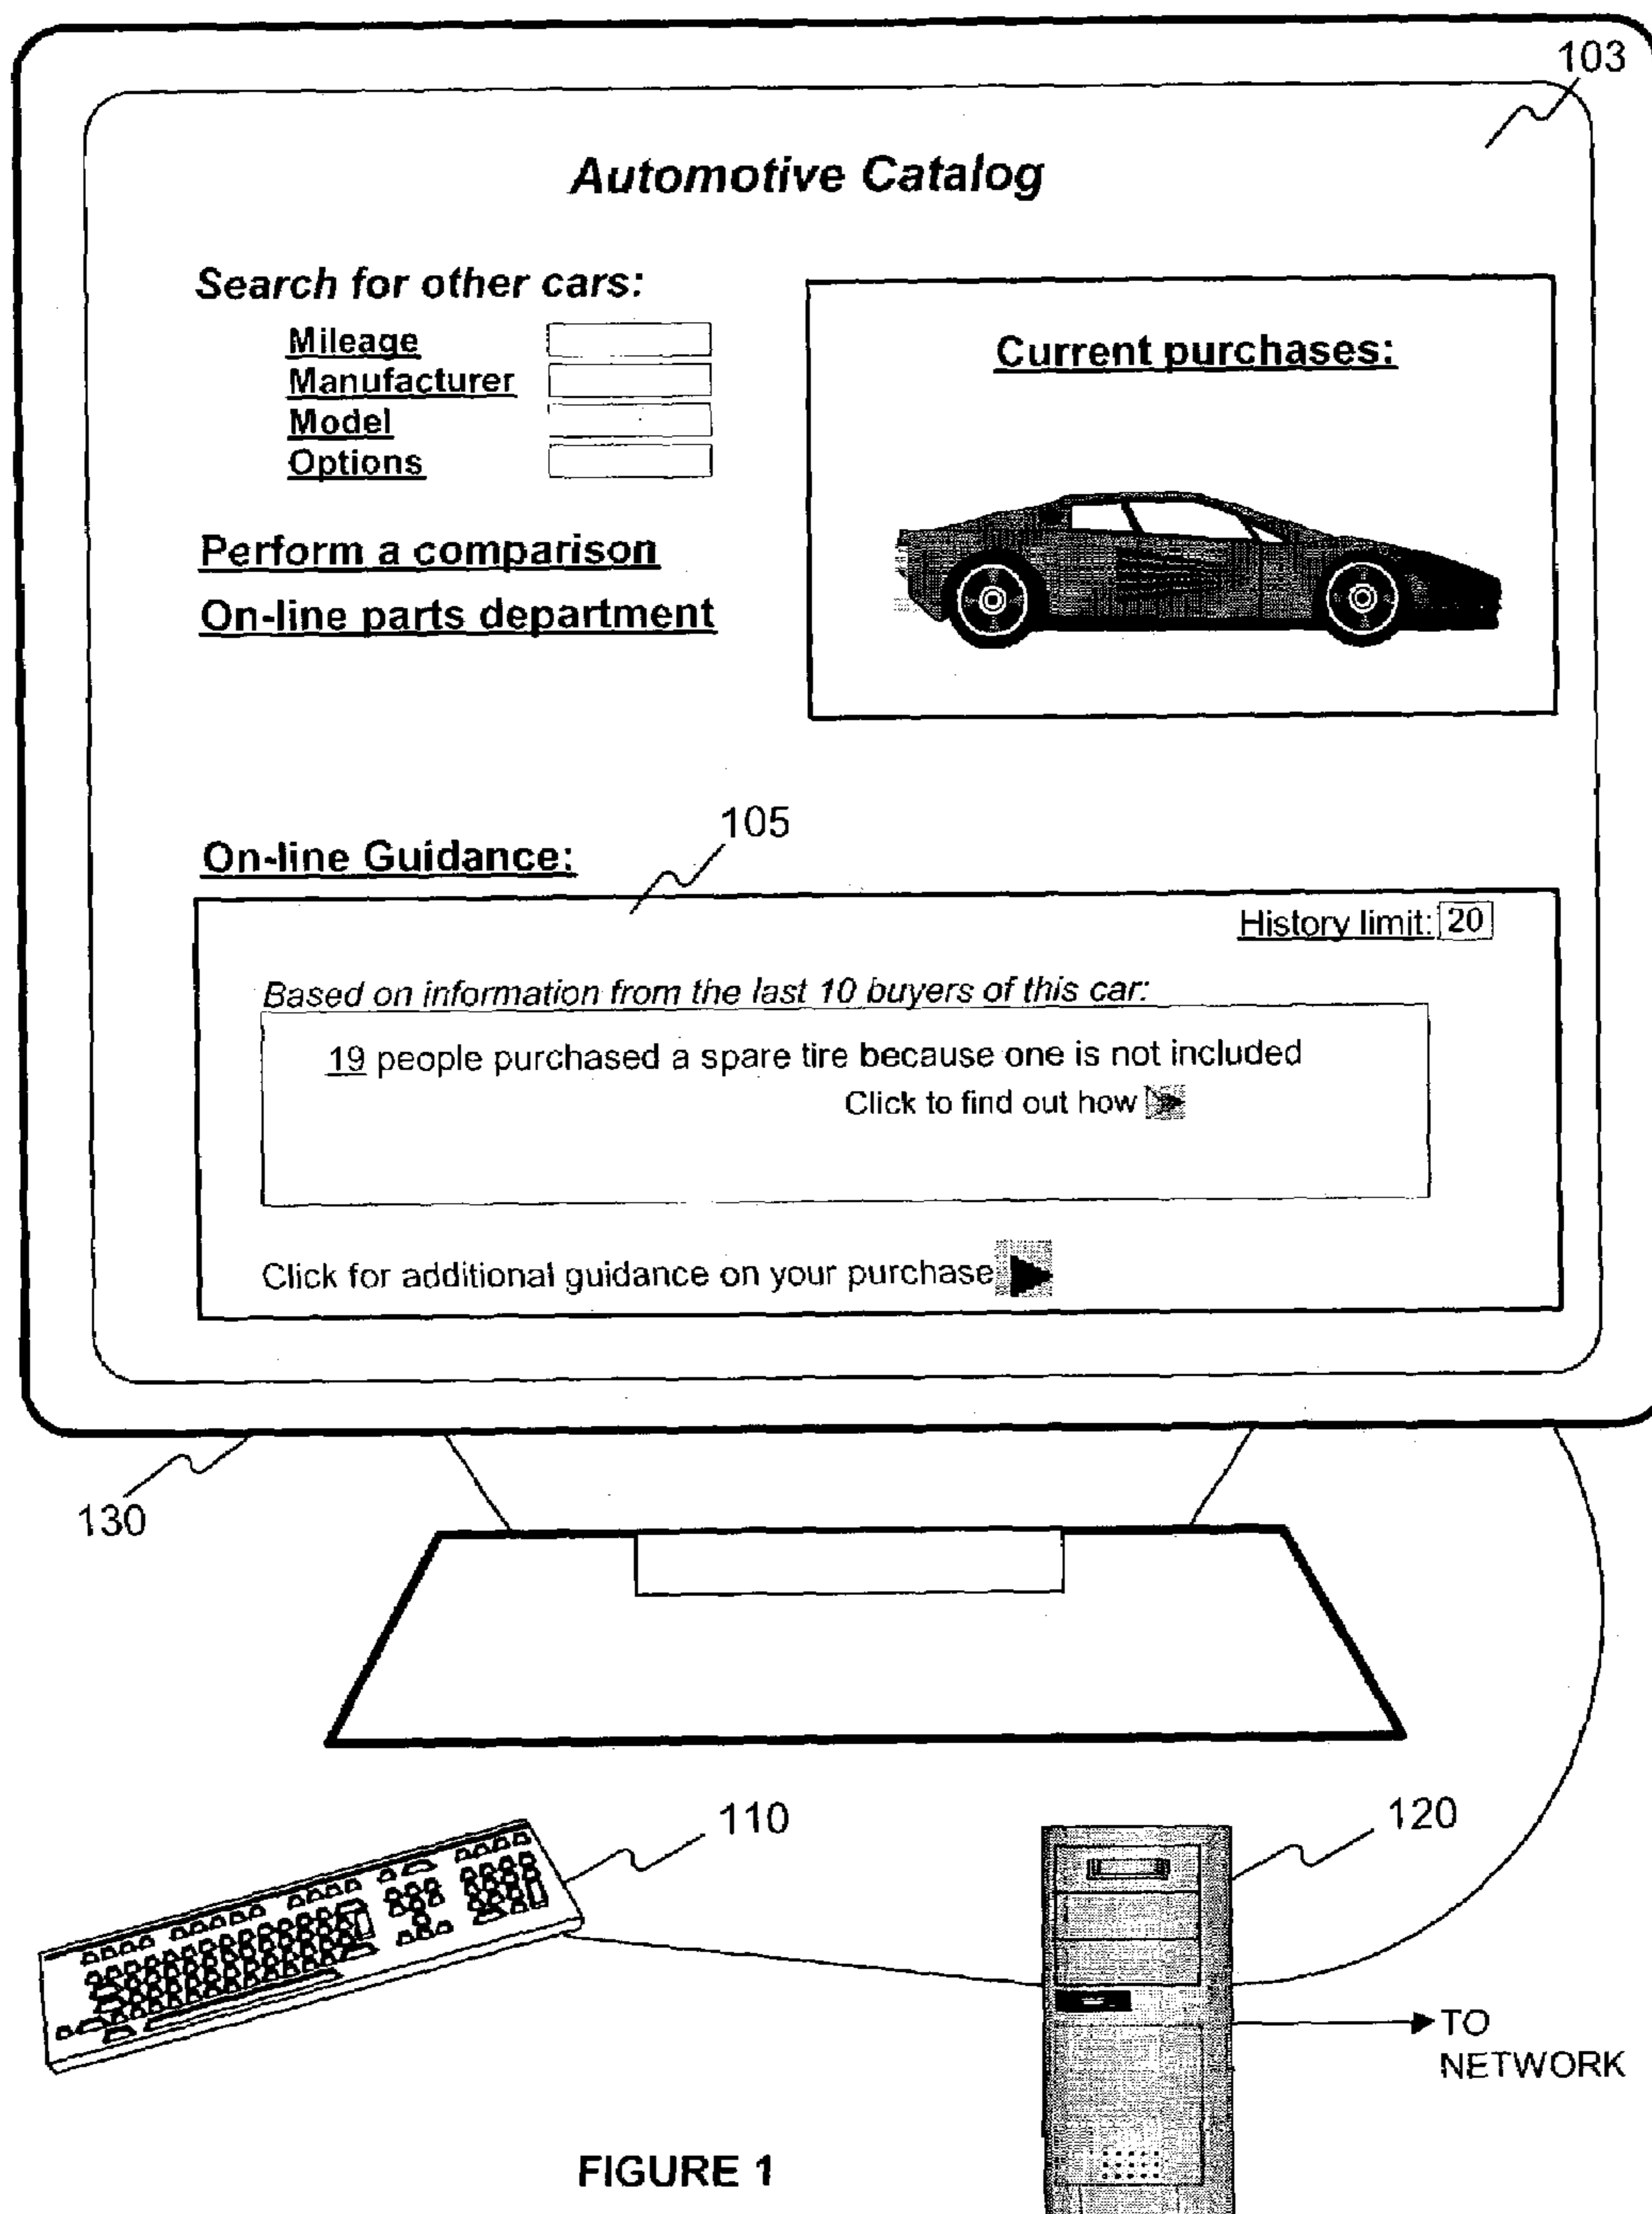 103
Automotive Catalog
Search for other cars:
Mileage
Manufacturer
Model
Options
Perform a comparison
On-line parts department
Current purchases:
105
On-line Guidance:
History limit: 20
Based on information from the last 10 buyers of this car:
19 people purchased a spare tire because one is not included
Click to find out how
Click for additional guidance on your purchase
130
110
120
TO
NETWORK
FIGURE 1